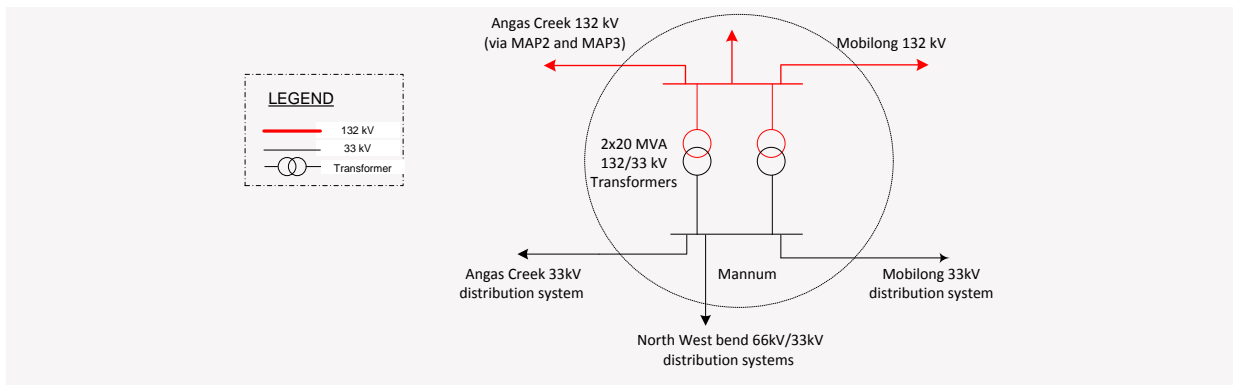 Angas Creek 132 kV
(via MAP2 and MAP3)
Mobilong 132 kV
LEGEND
132 kV
33 kV
Transformer
2x20 MVA
132/33 kV
Transformers
Angas Creek 33kV
distribution system
Mannum
Mobilong 33kV
distribution system
North West bend 66kV/33kV
distribution systems